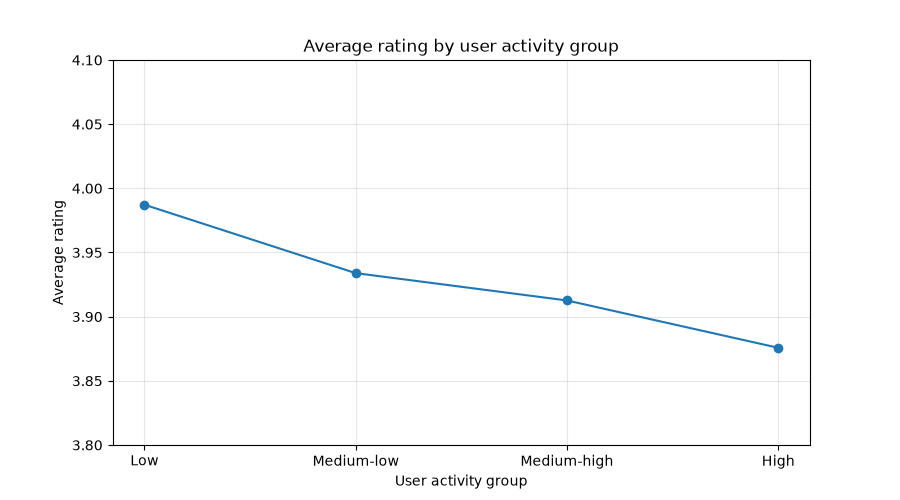 Average rating by user activity group
4.10
4.05
4.00
3.95
3.90
3.85
3.80
Average rating
Low Medium-low Medium-high High
User activity group